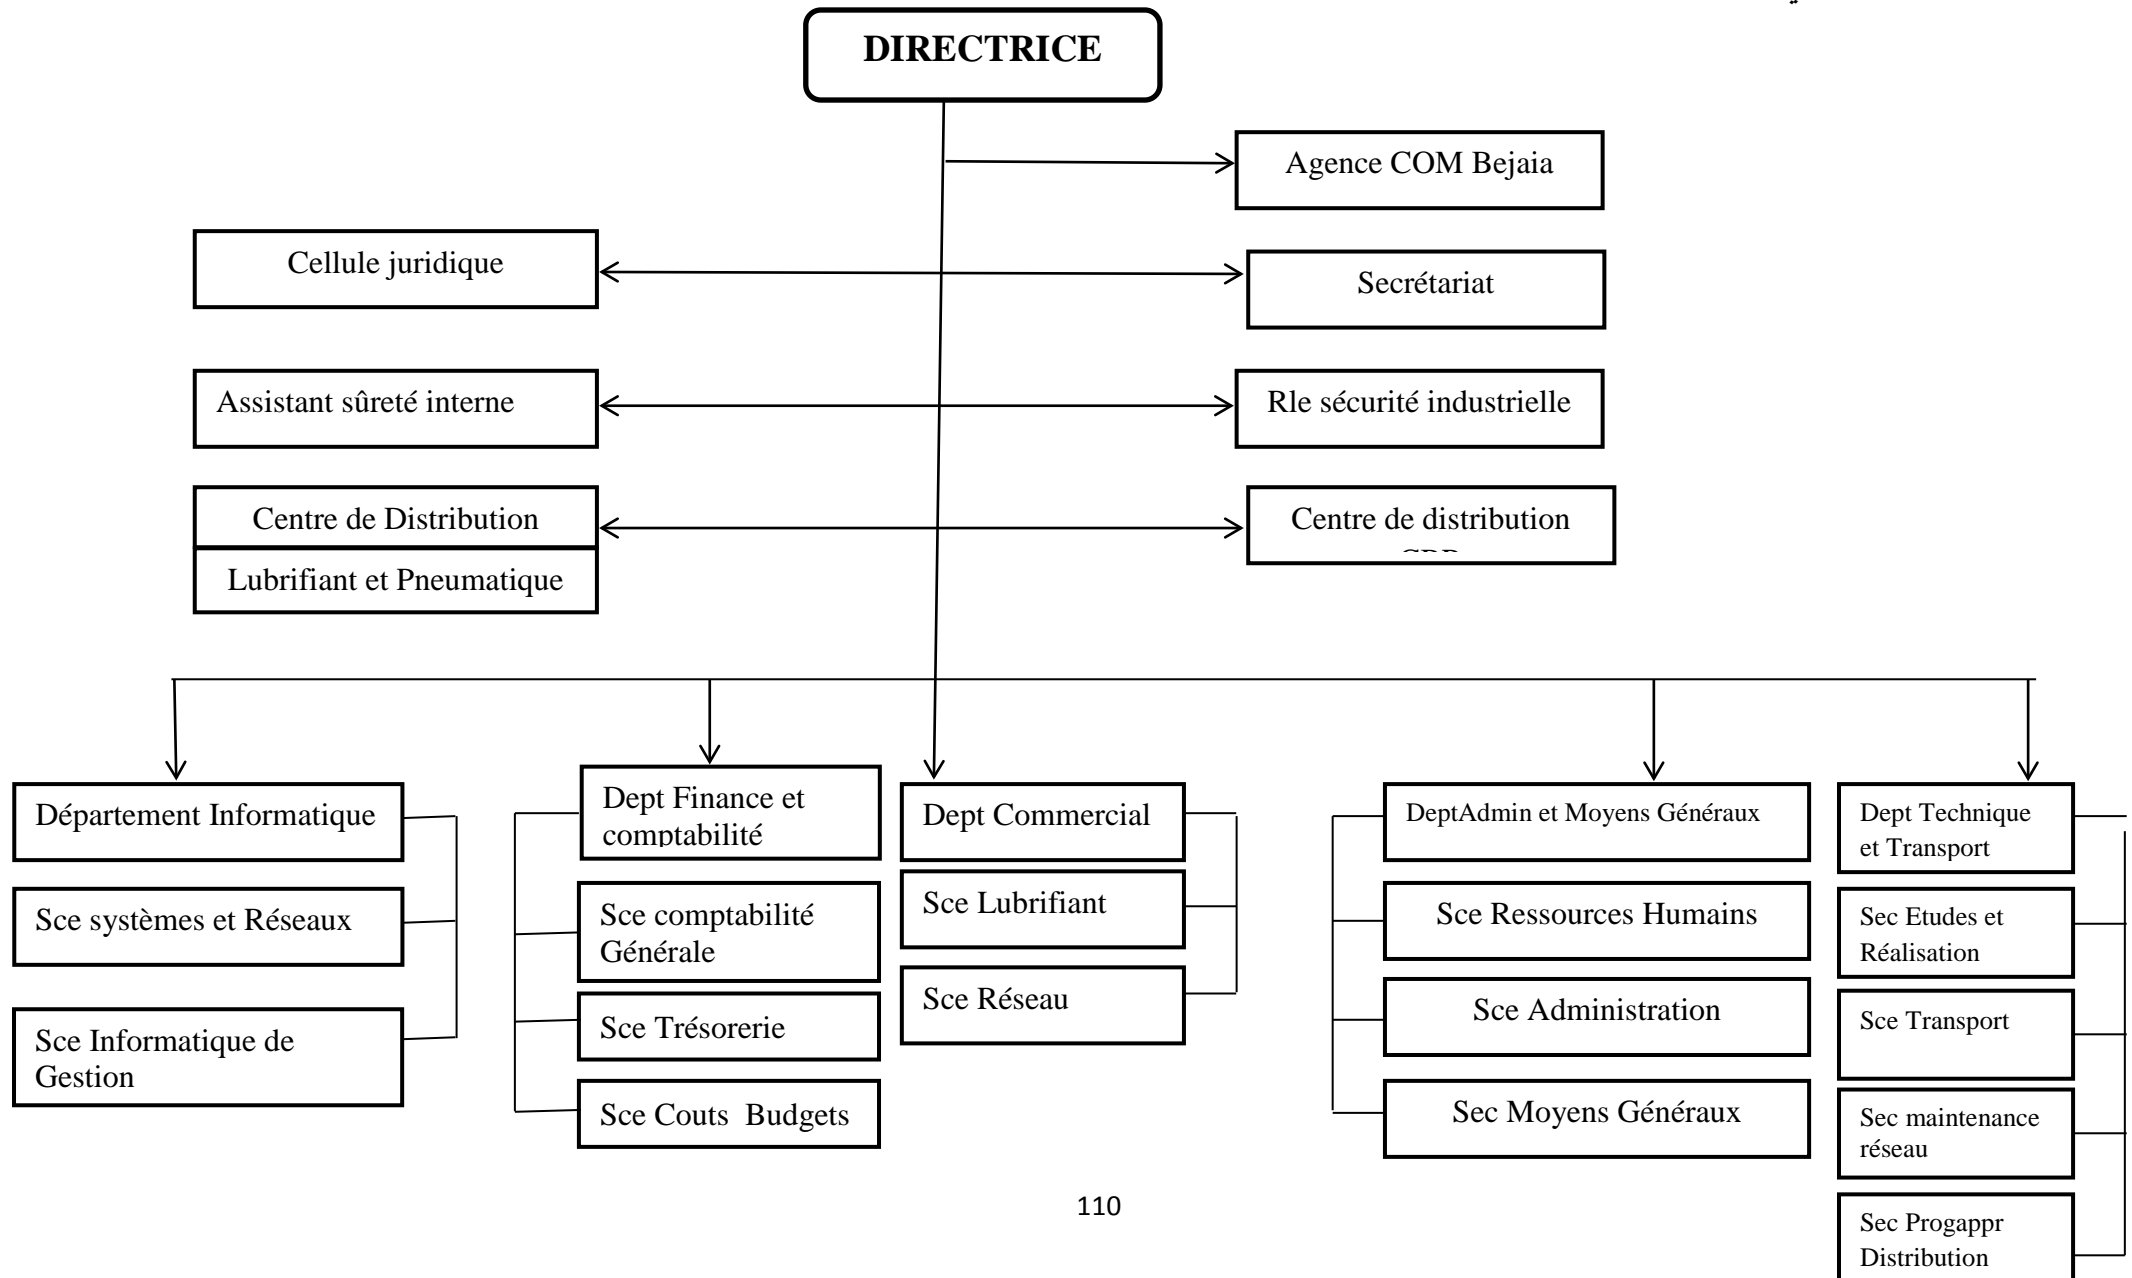 DIRECTRICE
Agence COM Bejaia
Cellule juridique
Secrétariat
Assistant sûreté interne
Rle sécurité industrielle
Centre de Distribution
Lubrifiant et Pneumatique
Centre de distribution
Département Informatique
Sce systèmes et Réseaux
Sce Informatique de
Gestion
Dept Finance et
comptabilité
Sce comptabilité
Générale
Sce Trésorerie
Sce Couts  Budgets
Dept Commercial
Sce Lubrifiant
Sce Réseau
DeptAdmin et Moyens Généraux
Sce Ressources Humains
Sce Administration
Sec Moyens Généraux
Dept Technique
et Transport
Sec Etudes et
Réalisation
Sce Transport
Sec maintenance
réseau
Sec Progappr
Distribution
110